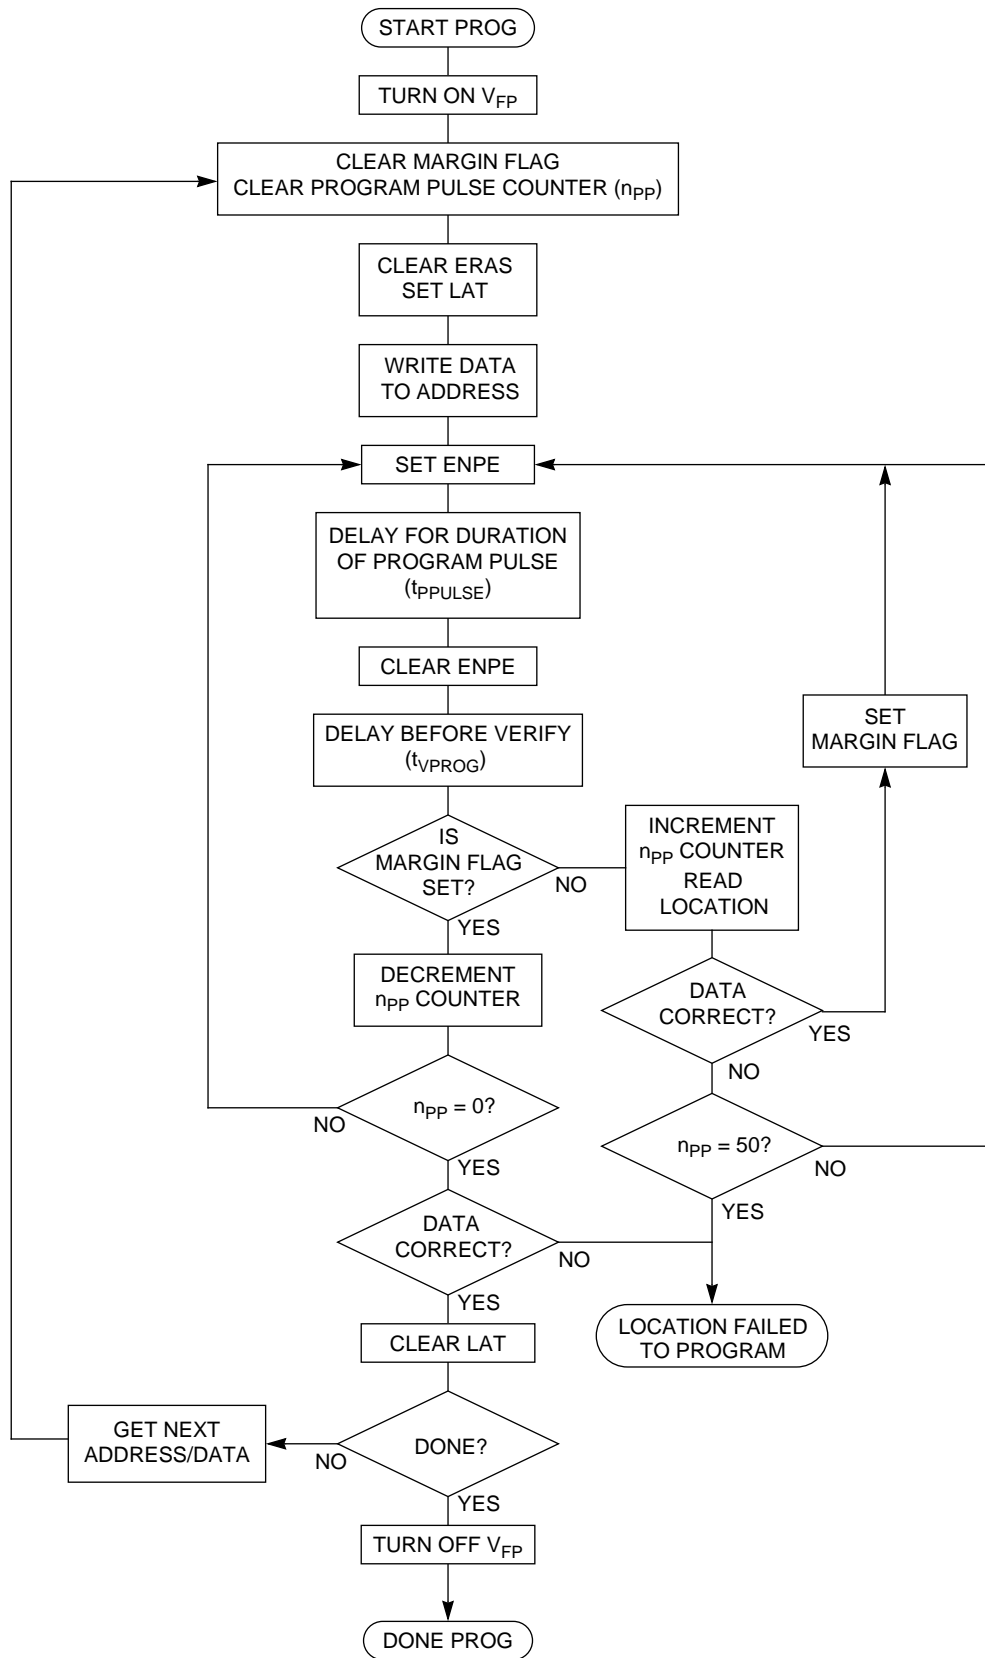 START PROG
TURN ON VFP
CLEAR MARGIN FLAG
CLEAR PROGRAM PULSE COUNTER (nPP)
CLEAR ERAS
SET LAT
WRITE DATA
TO ADDRESS
SET ENPE
DELAY FOR DURATION
OF PROGRAM PULSE
(tPPULSE)
CLEAR ENPE
DELAY BEFORE VERIFY
(tVPROG)
SET
MARGIN FLAG
IS
MARGIN FLAG
SET?
NO
YES
INCREMENT
nPP COUNTER
READ
LOCATION
DECREMENT
nPP COUNTER
DATA
CORRECT?
YES
NO
nPP = 0?
NO
YES
nPP = 50?
NO
YES
DATA
CORRECT?
NO
YES
LOCATION FAILED
TO PROGRAM
CLEAR LAT
GET NEXT
ADDRESS/DATA
DONE?
NO
YES
TURN OFF VFP
DONE PROG